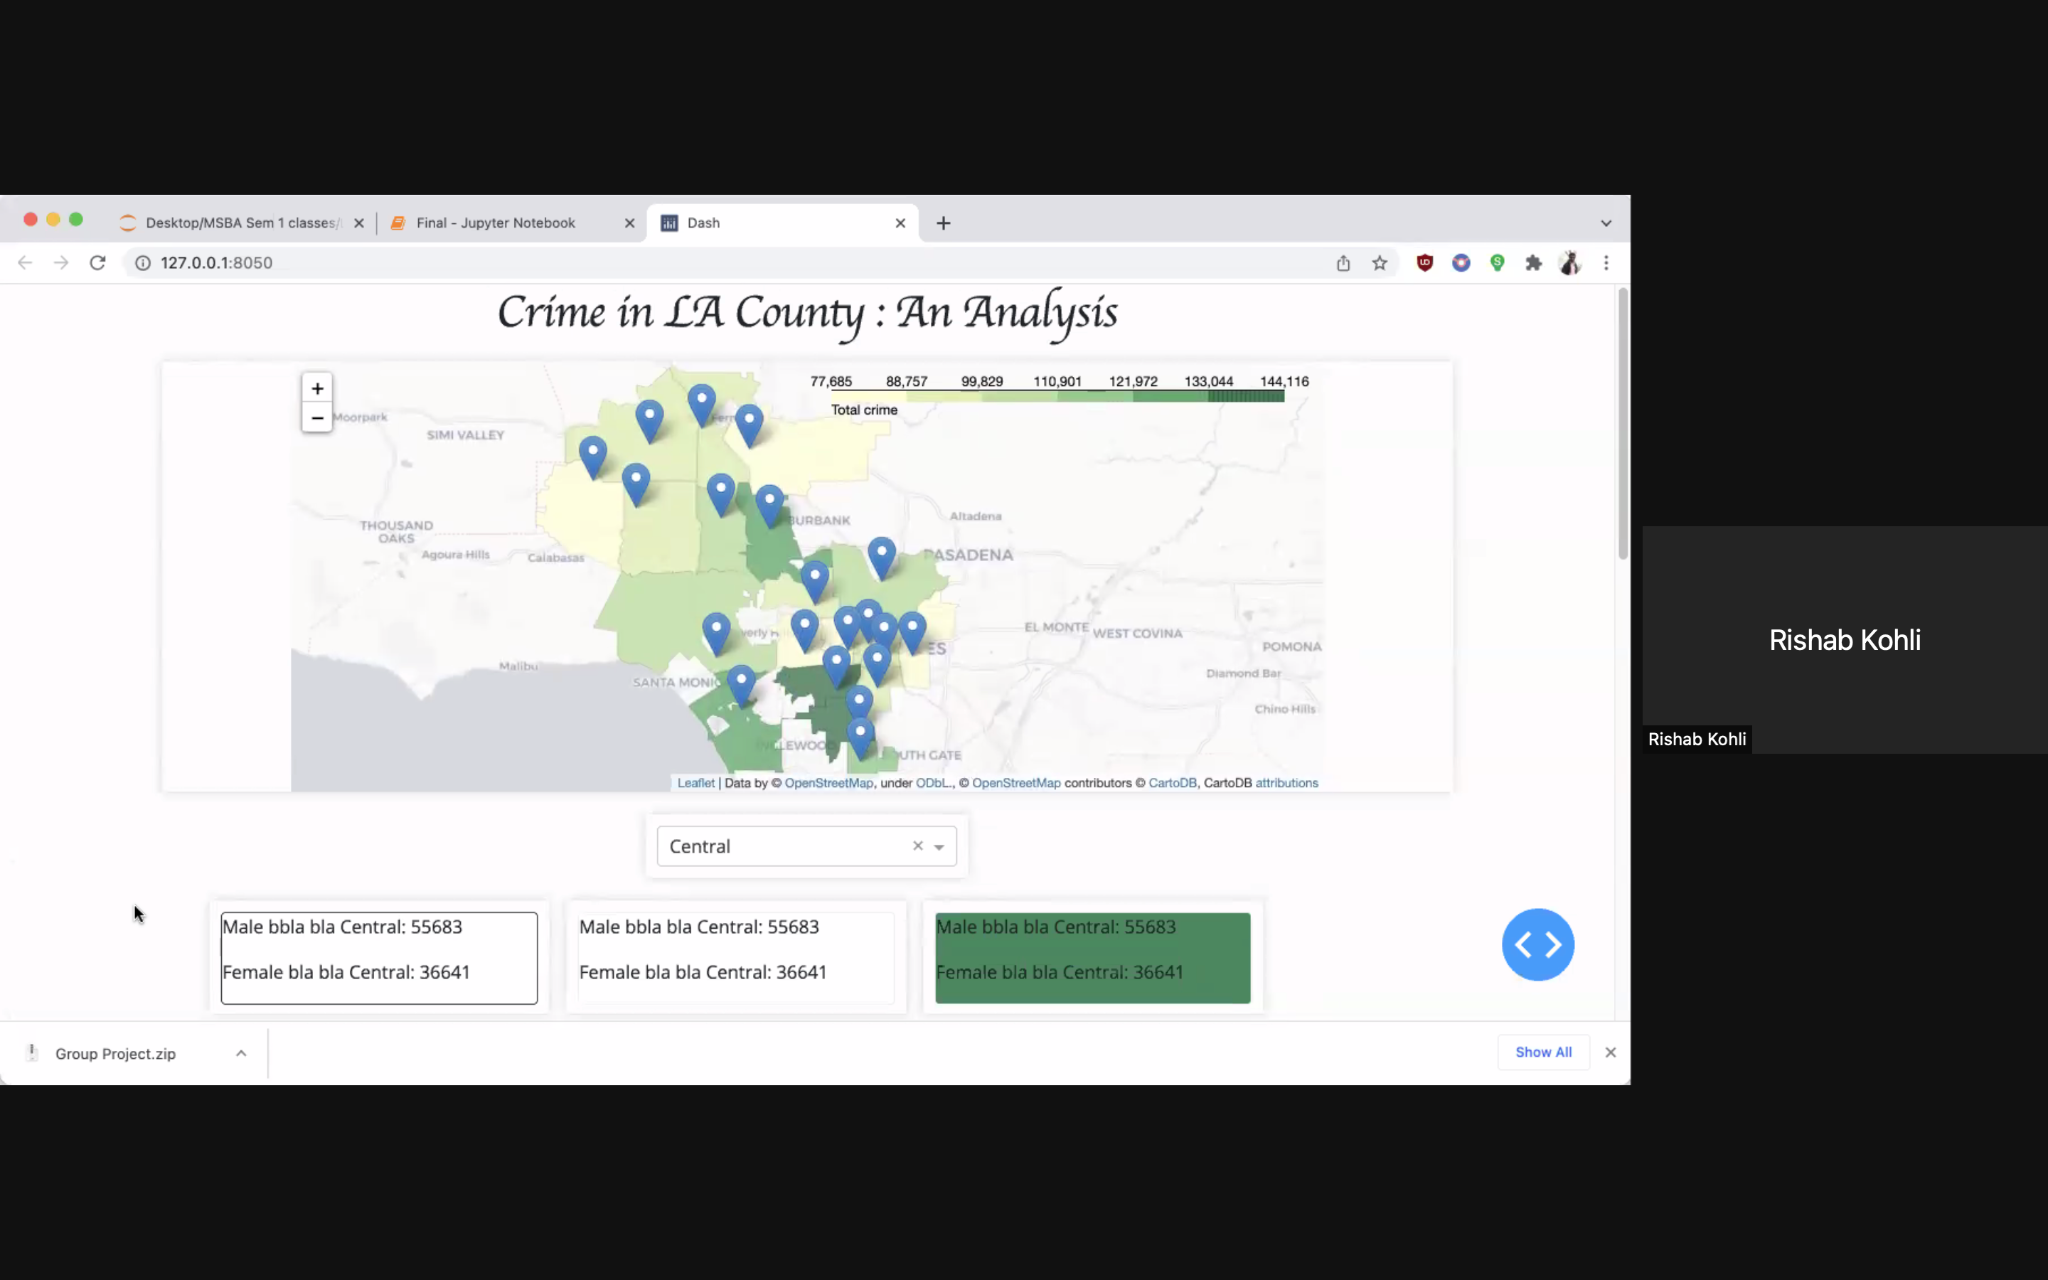 Desktop/MSBA Sem 1 classes/
Final - Jupyter Notebook
Dash
127.0.0.1:8050
Crime in LA County : An Analysis
+
−
77,685 88,757 99,829 110,901 121,972 133,044 144,116
Total crime
Moorpark
SIMI VALLEY
Fern
THOUSAND
OAKS
Agoura Hills
Calabasas
BURBANK
Altadena
PASADENA
Malibu
verly H
SANTA MONIC
ES
EL MONTE
WEST COVINA
POMONA
Diamond Bar
Chino Hills
GLEWOOD
UTH GATE
Leaflet | Data by © OpenStreetMap, under ODbL., © OpenStreetMap contributors © CartoDB, CartoDB attributions
Central
Male bbla bla Central: 55683
Female bla bla Central: 36641
Male bbla bla Central: 55683
Female bla bla Central: 36641
Male bbla bla Central: 55683
Female bla bla Central: 36641
Group Project.zip
Show All
Rishab Kohli
Rishab Kohli